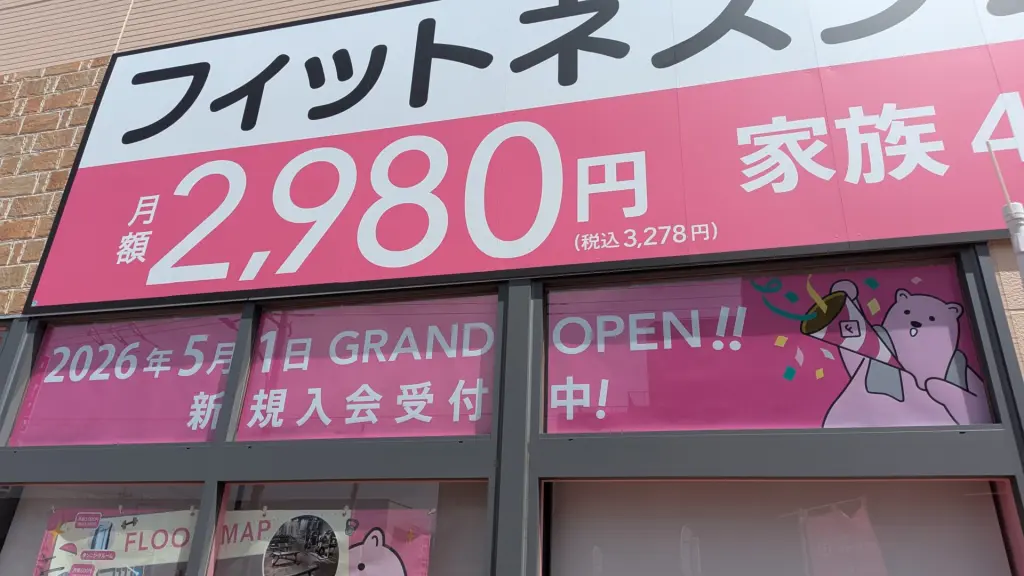 フィットネス
月額2,980円
(税込3,278円)
家族4
2026年5月1日 GRAND OPEN!!
新規入会受付中!
FLOO MAP